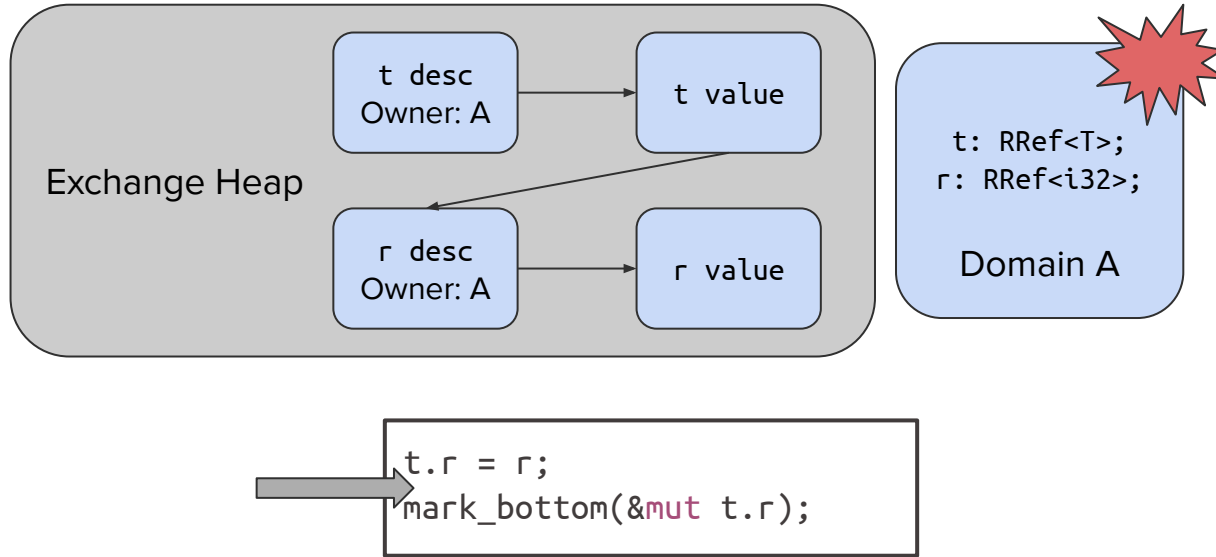 t desc
Owner: A
t value
Exchange Heap
r desc
Owner: A
r value
t: RRef<T>;
r: RRef<i32>;
Domain A
t.r = r;
mark_bottom(&mut t.r);